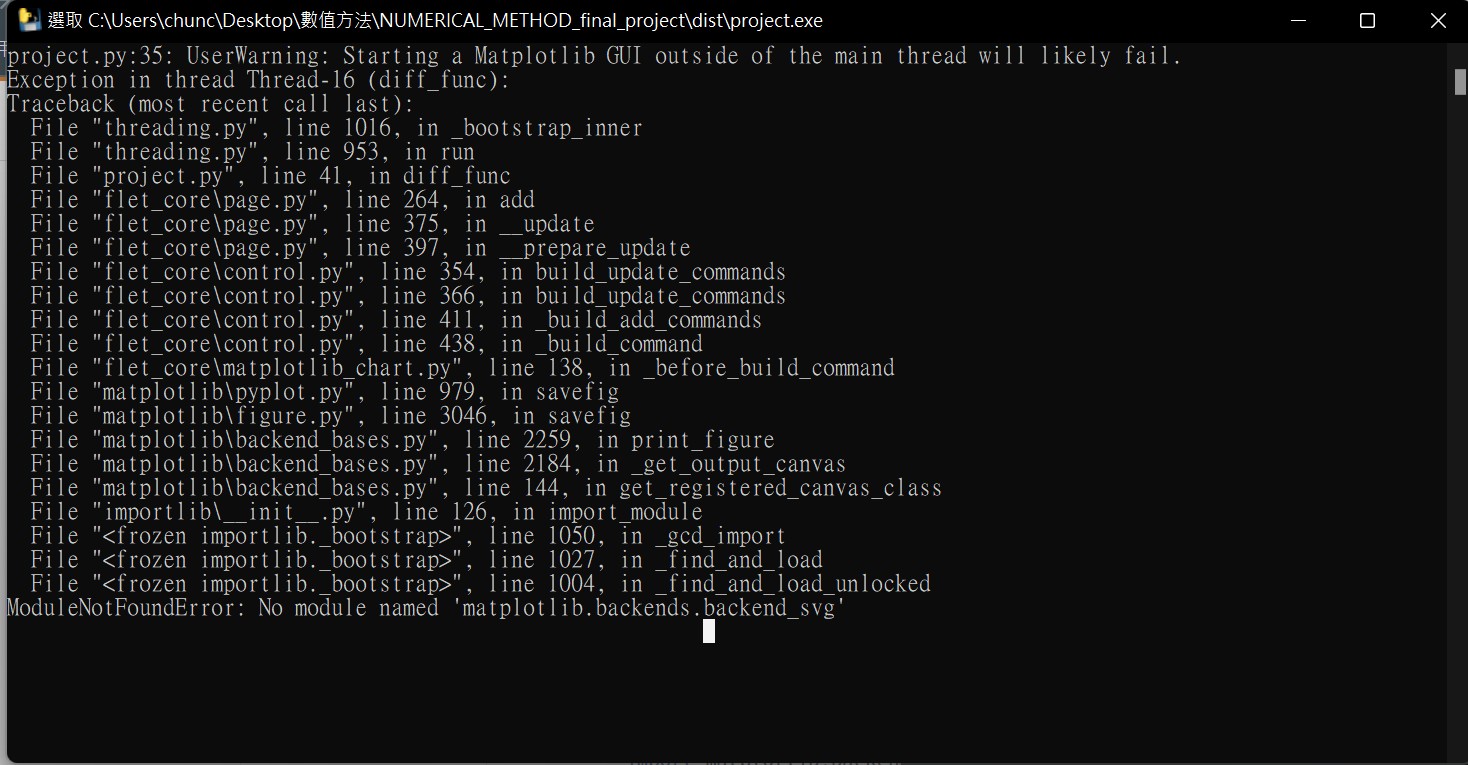 選取 C:\Users\chunc\Desktop\數值方法\NUMERICAL_METHOD_final_project\dist\project.exe
project.py:35: UserWarning: Starting a Matplotlib GUI outside of the main thread will likely fail.
Exception in thread Thread-16 (diff_func):
Traceback (most recent call last):
  File "threading.py", line 1016, in _bootstrap_inner
  File "threading.py", line 953, in run
  File "project.py", line 41, in diff_func
  File "flet_core\page.py", line 264, in add
  File "flet_core\page.py", line 375, in __update
  File "flet_core\page.py", line 397, in __prepare_update
  File "flet_core\control.py", line 354, in build_update_commands
  File "flet_core\control.py", line 366, in build_update_commands
  File "flet_core\control.py", line 411, in _build_add_commands
  File "flet_core\control.py", line 438, in _build_command
  File "flet_core\matplotlib_chart.py", line 138, in _before_build_command
  File "matplotlib\pyplot.py", line 979, in savefig
  File "matplotlib\figure.py", line 3046, in savefig
  File "matplotlib\backend_bases.py", line 2259, in print_figure
  File "matplotlib\backend_bases.py", line 2184, in _get_output_canvas
  File "matplotlib\backend_bases.py", line 144, in get_registered_canvas_class
  File "importlib\__init__.py", line 126, in import_module
  File "<frozen importlib._bootstrap>", line 1050, in _gcd_import
  File "<frozen importlib._bootstrap>", line 1027, in _find_and_load
  File "<frozen importlib._bootstrap>", line 1004, in _find_and_load_unlocked
ModuleNotFoundError: No module named 'matplotlib.backends.backend_svg'